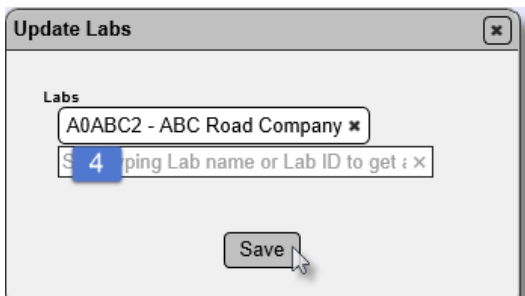 Update Labs
Labs
A0ABC2 - ABC Road Company
4 ping Lab name or Lab ID to get
Save